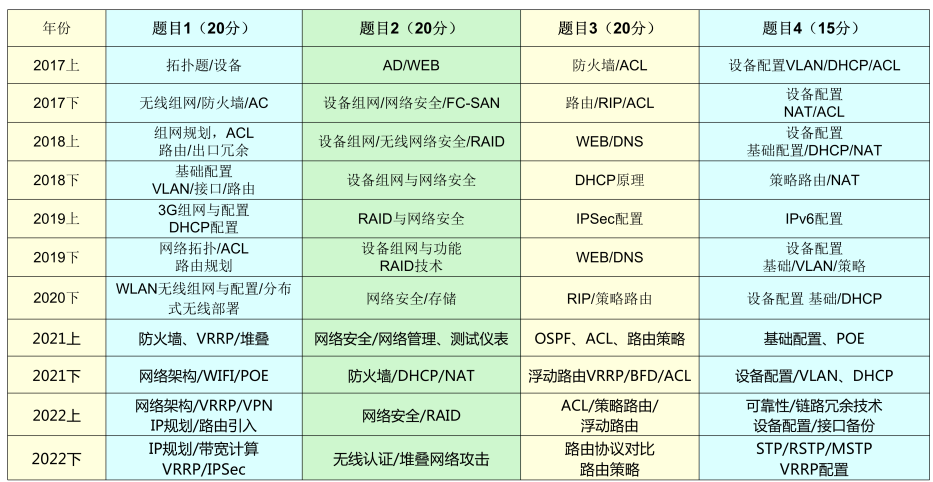 年份 题目1（20分） 题目2（20分） 题目3（20分） 题目4（15分）
2017上 拓扑题/设备 AD/WEB 防火墙/ACL 设备配置VLAN/DHCP/ACL
2017下 无线组网/防火墙/AC 设备组网/网络安全/FC-SAN 路由/RIP/ACL 设备配置
NAT/ACL
2018上 组网规划，ACL
路由/出口冗余 设备组网/无线网络安全/RAID WEB/DNS 设备配置
基础配置/DHCP/NAT
2018下 基础配置
VLAN/接口/路由 设备组网与网络安全 DHCP原理 策略路由/NAT
2019上 3G组网与配置
DHCP配置 RAID与网络安全 IPSec配置 IPv6配置
2019下 网络拓扑/ACL
路由规划 设备组网与功能
RAID技术 WEB/DNS 设备配置
基础/VLAN/策略
2020下 WLAN无线组网与配置/分布
式无线部署 网络安全/存储 RIP/策略路由 设备配置 基础/DHCP
2021上 防火墙、VRRP/堆叠 网络安全/网络管理、测试仪表 OSPF、ACL、路由策略 基础配置、POE
2021下 网络架构/WIFI/POE 防火墙/DHCP/NAT 浮动路由VRRP/BFD/ACL 设备配置/VLAN、DHCP
2022上 网络架构/VRRP/VPN
IP规划/路由引入 网络安全/RAID ACL/策略路由/
浮动路由 可靠性/链路冗余技术
设备配置/接口备份
2022下 IP规划/带宽计算
VRRP/IPSec 无线认证/堆叠网络攻击 路由协议对比
路由策略 STP/RSTP/MSTP
VRRP配置